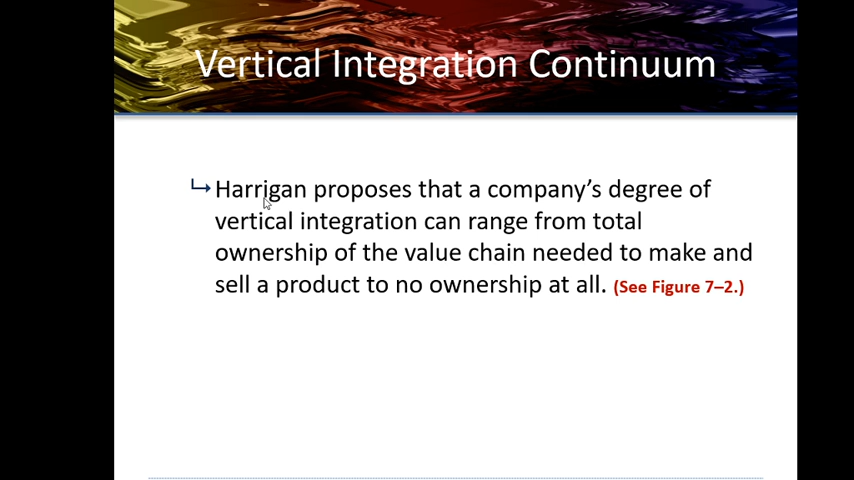 Vertical Integration Continuum
Harrigan proposes that a company’s degree of
vertical integration can range from total
ownership of the value chain needed to make and
sell a product to no ownership at all. (See Figure 7–2.)